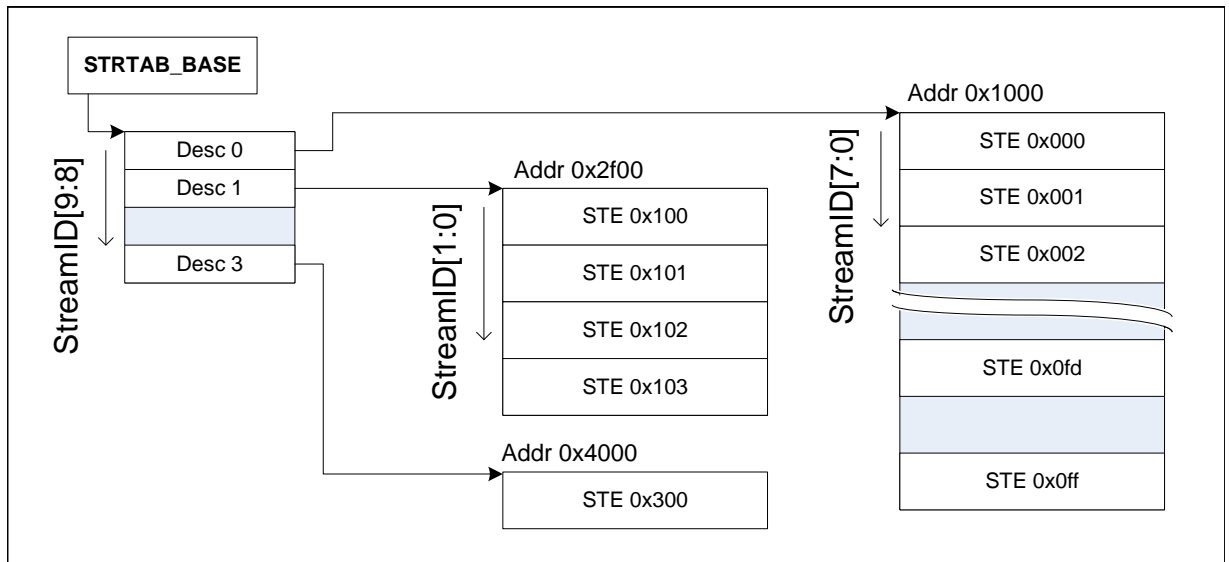 STRTAB_BASE
StreamID[9:8]
Desc 0
Desc 1
Desc 3
Addr 0x2f00
StreamID[1:0]
STE 0x100
STE 0x101
STE 0x102
STE 0x103
Addr 0x4000
STE 0x300
Addr 0x1000
StreamID[7:0]
STE 0x000
STE 0x001
STE 0x002
STE 0x0fd
STE 0x0ff